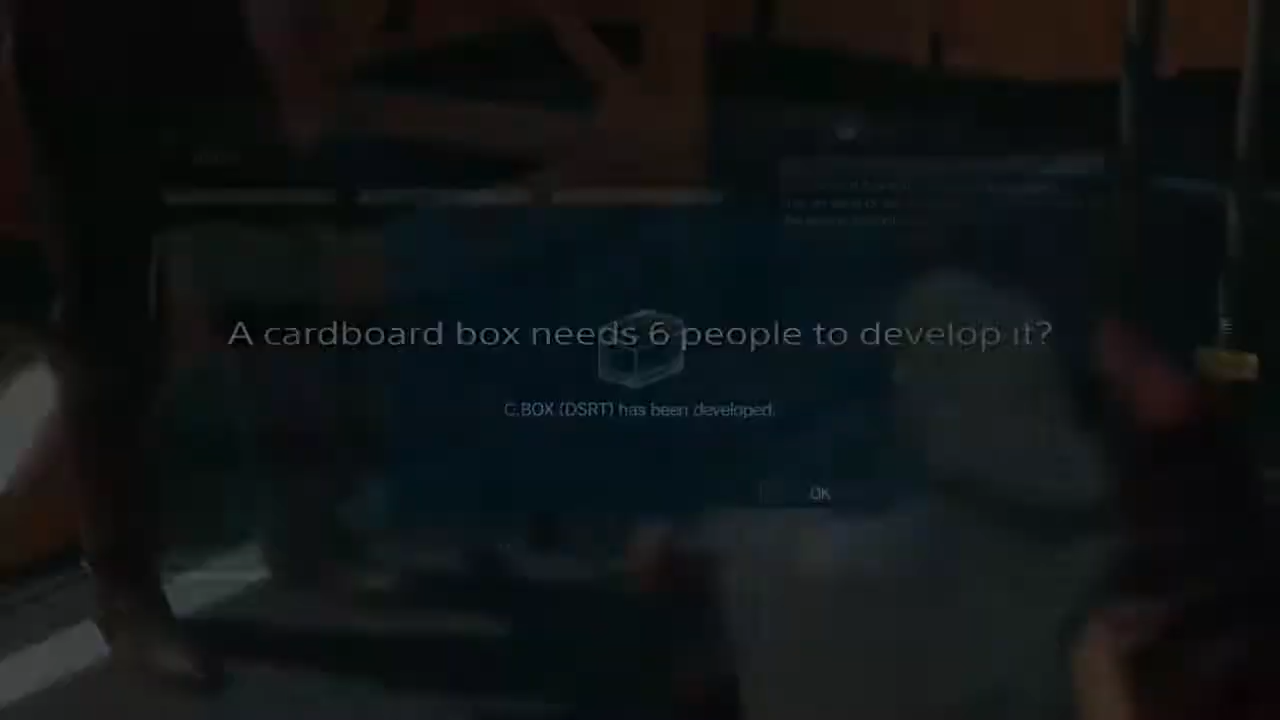 A cardboard box needs 6 people to develop it?
C.BOX (DSRT) has been developed.
OK